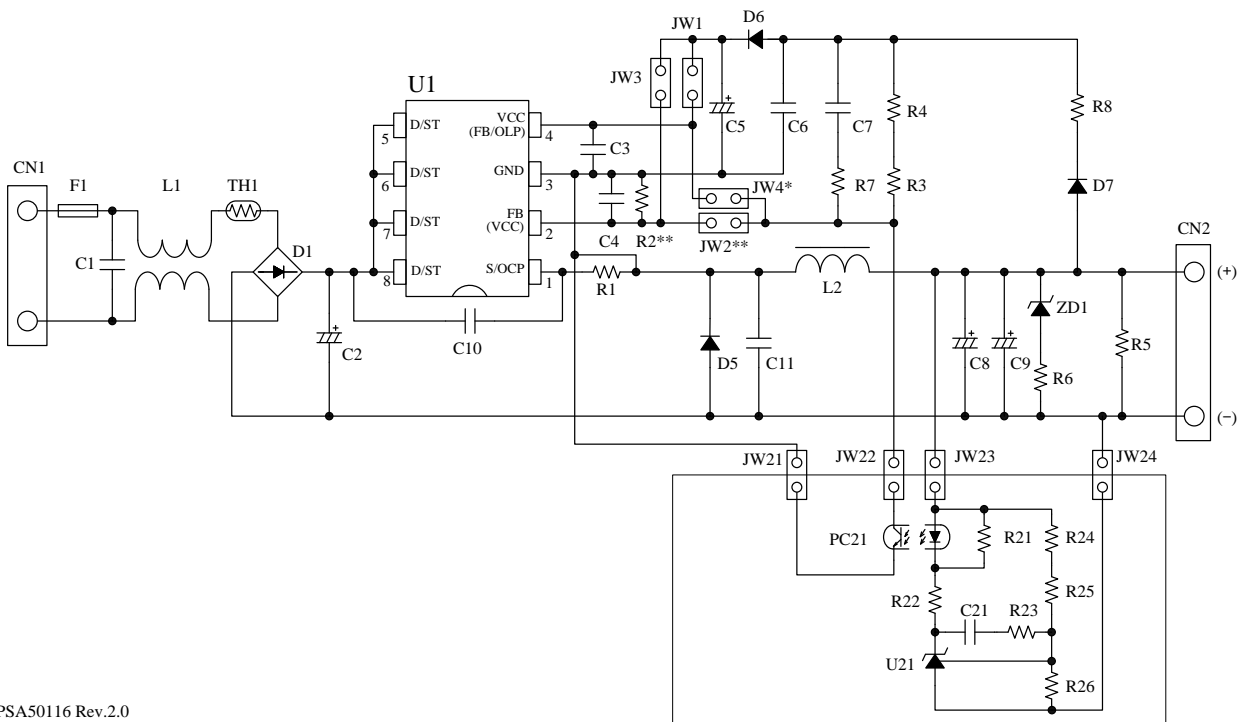 D6
JW1
JW3
U1
R4
R8
C5
C6
C7
D/ST
5
VCC
(FB/OLP)
4
C3
CN1
F1
L1
TH1
D/ST
6
GND
3
JW4*
R7
R3
D7
D/ST
7
FB
(VCC)
2
C4
R2**
JW2**
CN2
C1
D1
D/ST
8
S/OCP
1
R1
L2
(+)
+
C2
C10
D5
C11
+
C8
+
C9
ZD1
R6
R5
+
(−)
JW21
JW22
JW23
JW24
PC21
R21
R24
R22
R25
C21
R23
U21
R26
PSA50116 Rev.2.0